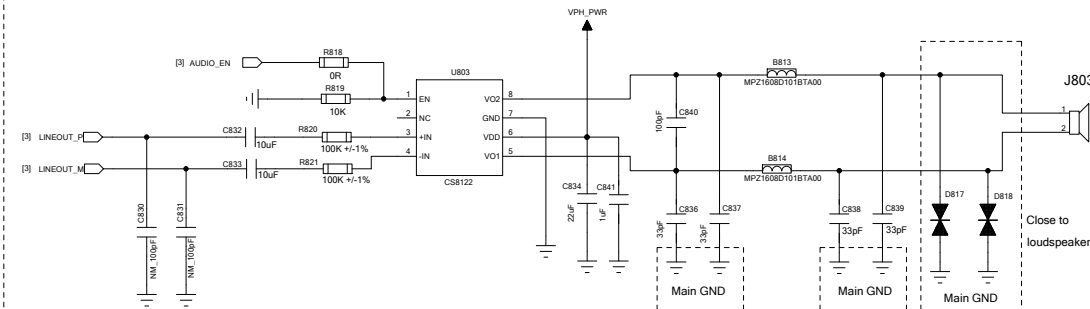 VPH_PWR
[3] AUDIO_EN
R818
0R
R819
10K
U803
1 EN
2 NC
3 +IN
4 -IN
VO2 8
GND 7
VDD 6
VO1 5
CS8122
[3] LINEOUT_P
C832
10uF
R820
100K +/-1%
[3] LINEOUT_M
C833
10uF
R821
100K +/-1%
C830
NM_100pF
C831
NM_100pF
C834
22uF
C841
1uF
C840
100pF
B813
MPZ1608D101BTA00
B814
MPZ1608D101BTA00
C836
33pF
C837
33pF
C838
33pF
C839
33pF
D817
D818
J803
1
2
Close to
loudspeaker
Main GND
Main GND
Main GND